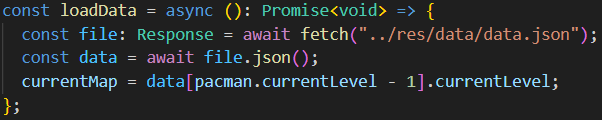 const loadData = async (): Promise<void> => {
  const file: Response = await fetch("../res/data/data.json");
  const data = await file.json();
  currentMap = data[pacman.currentLevel - 1].currentLevel;
};